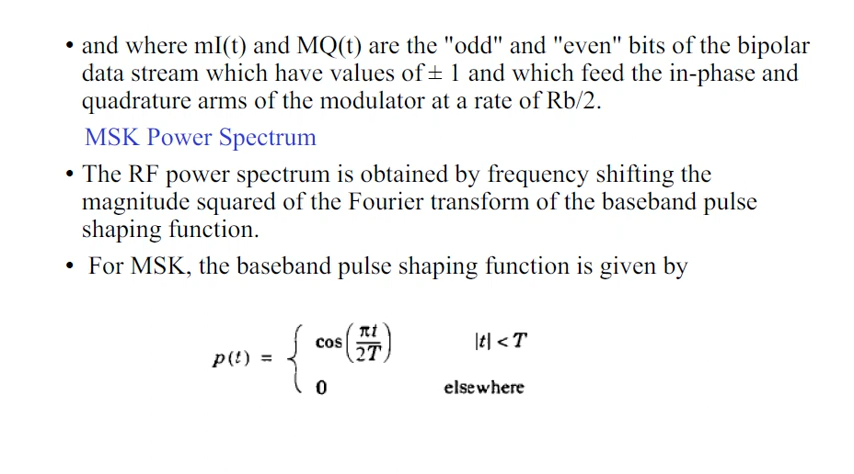 • and where mI(t) and MQ(t) are the "odd" and "even" bits of the bipolar
data stream which have values of ± 1 and which feed the in-phase and
quadrature arms of the modulator at a rate of Rb/2.
MSK Power Spectrum
• The RF power spectrum is obtained by frequency shifting the
magnitude squared of the Fourier transform of the baseband pulse
shaping function.
• For MSK, the baseband pulse shaping function is given by
p(t) = { cos(πt/2T) |t| < T
0 elsewhere